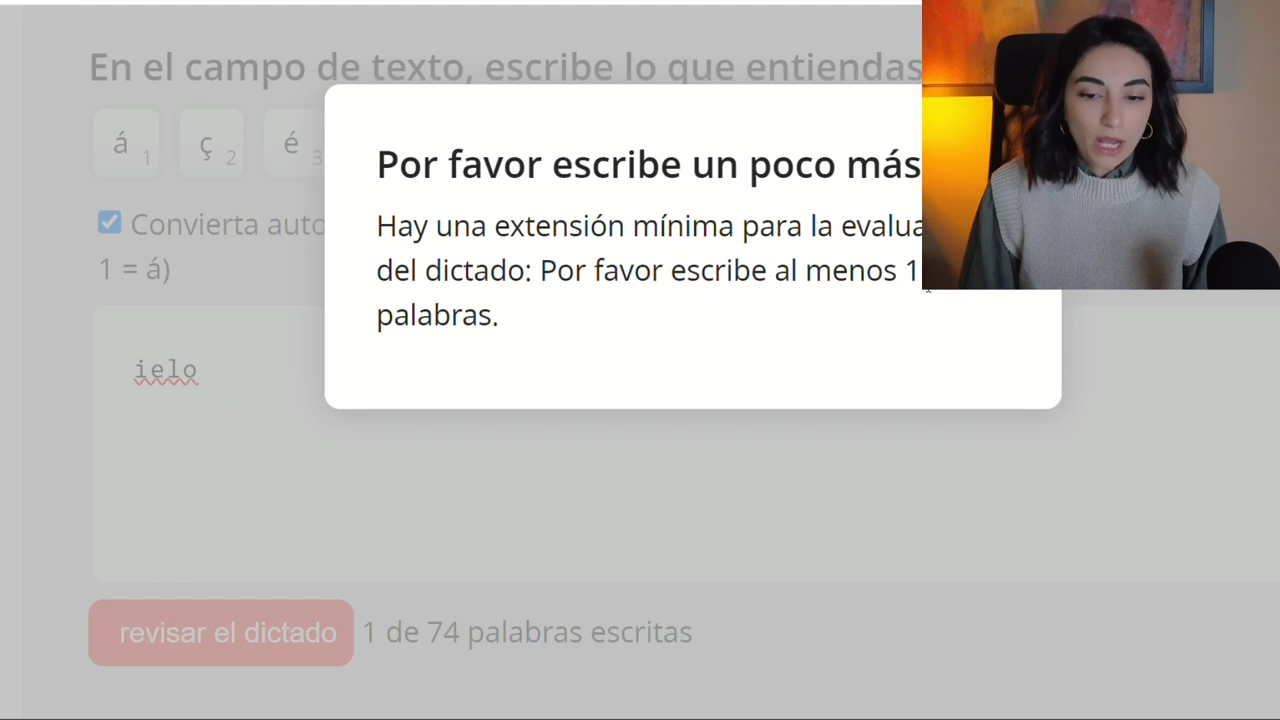 En el campo de texto, escribe lo que entiendas
á 1 ç 2 é 3
Convierta auto
1 = á)
Por favor escribe un poco más
Hay una extensión mínima para la evalua
del dictado: Por favor escribe al menos 1
palabras.
ielo
revisar el dictado 1 de 74 palabras escritas